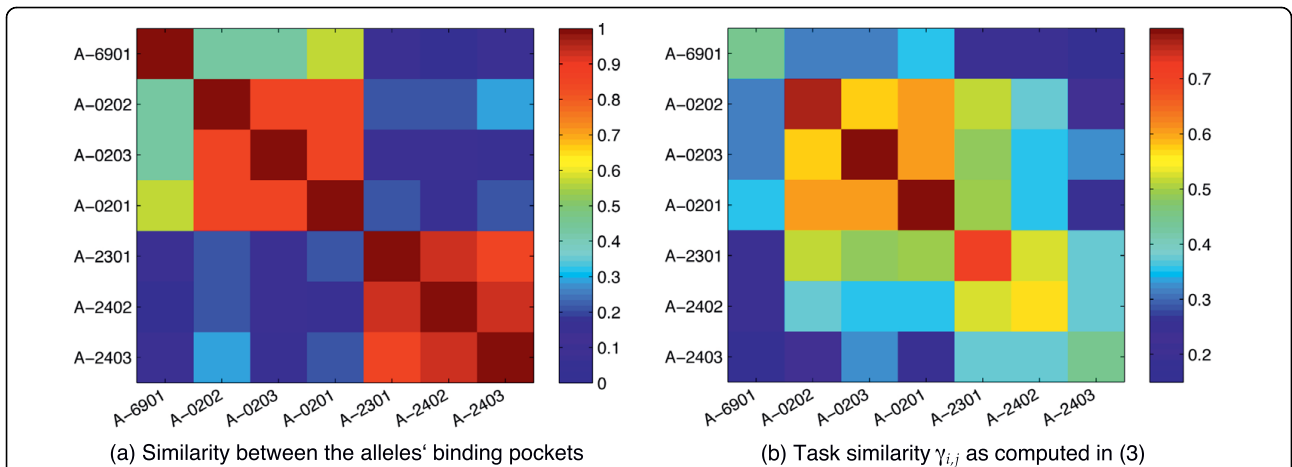 A-6901
A-0202
A-0203
A-0201
A-2301
A-2402
A-2403
A-6901
A-0202
A-0203
A-0201
A-2301
A-2402
A-2403
1
0.9
0.8
0.7
0.6
0.5
0.4
0.3
0.2
0.1
0
(a) Similarity between the alleles‘ binding pockets
A-6901
A-0202
A-0203
A-0201
A-2301
A-2402
A-2403
A-6901
A-0202
A-0203
A-0201
A-2301
A-2402
A-2403
0.7
0.6
0.5
0.4
0.3
0.2
(b) Task similarity γi,j as computed in (3)